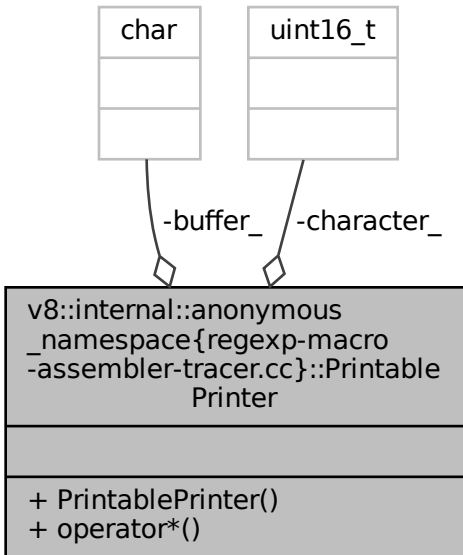 char
uint16_t
-buffer_
-character_
v8::internal::anonymous
_namespace{regexp-macro
-assembler-tracer.cc}::Printable
Printer
+ PrintablePrinter()
+ operator*()